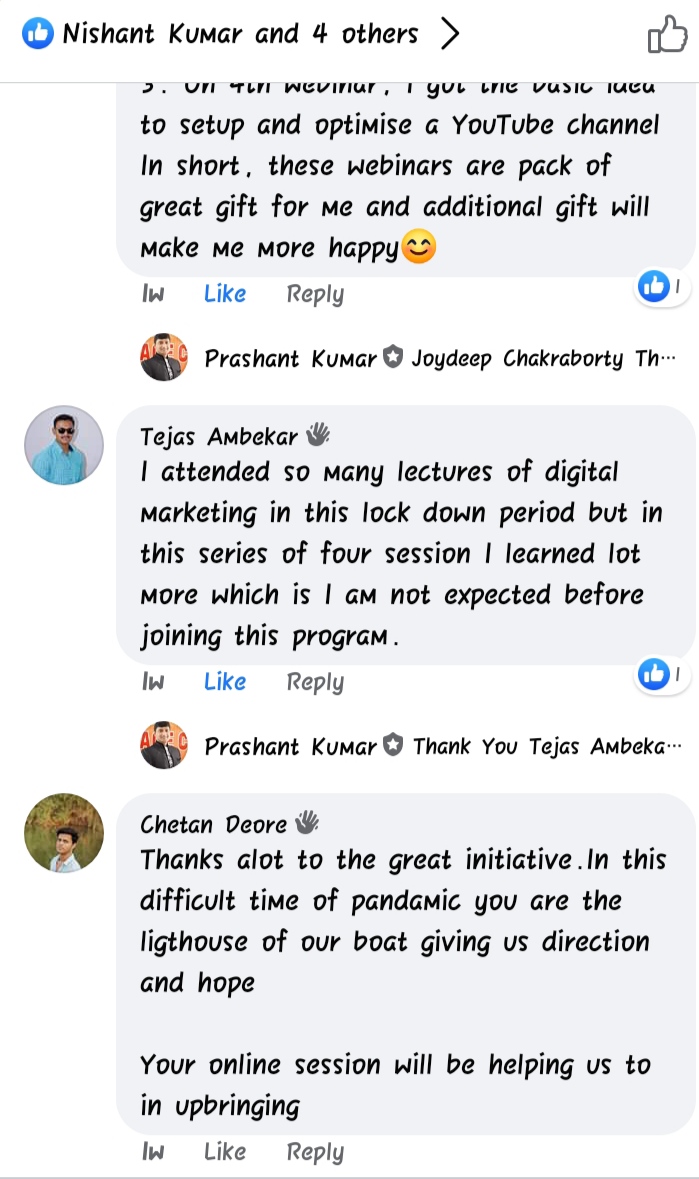 Nishant Kumar and 4 others
3. On 4th webinar, I got the basic idea
to setup and optimise a YouTube channel
In short, these webinars are pack of
great gift for me and additional gift will
make me more happy😊
1w Like Reply 1
Prashant Kumar Joydeep Chakraborty Th...
Tejas Ambekar
I attended so many lectures of digital
marketing in this lock down period but in
this series of four session I learned lot
more which is I am not expected before
joining this program.
1w Like Reply 1
Prashant Kumar Thank You Tejas Ambeka...
Chetan Deore
Thanks alot to the great initiative.In this
difficult time of pandamic you are the
ligthouse of our boat giving us direction
and hope
Your online session will be helping us to
in upbringing
1w Like Reply